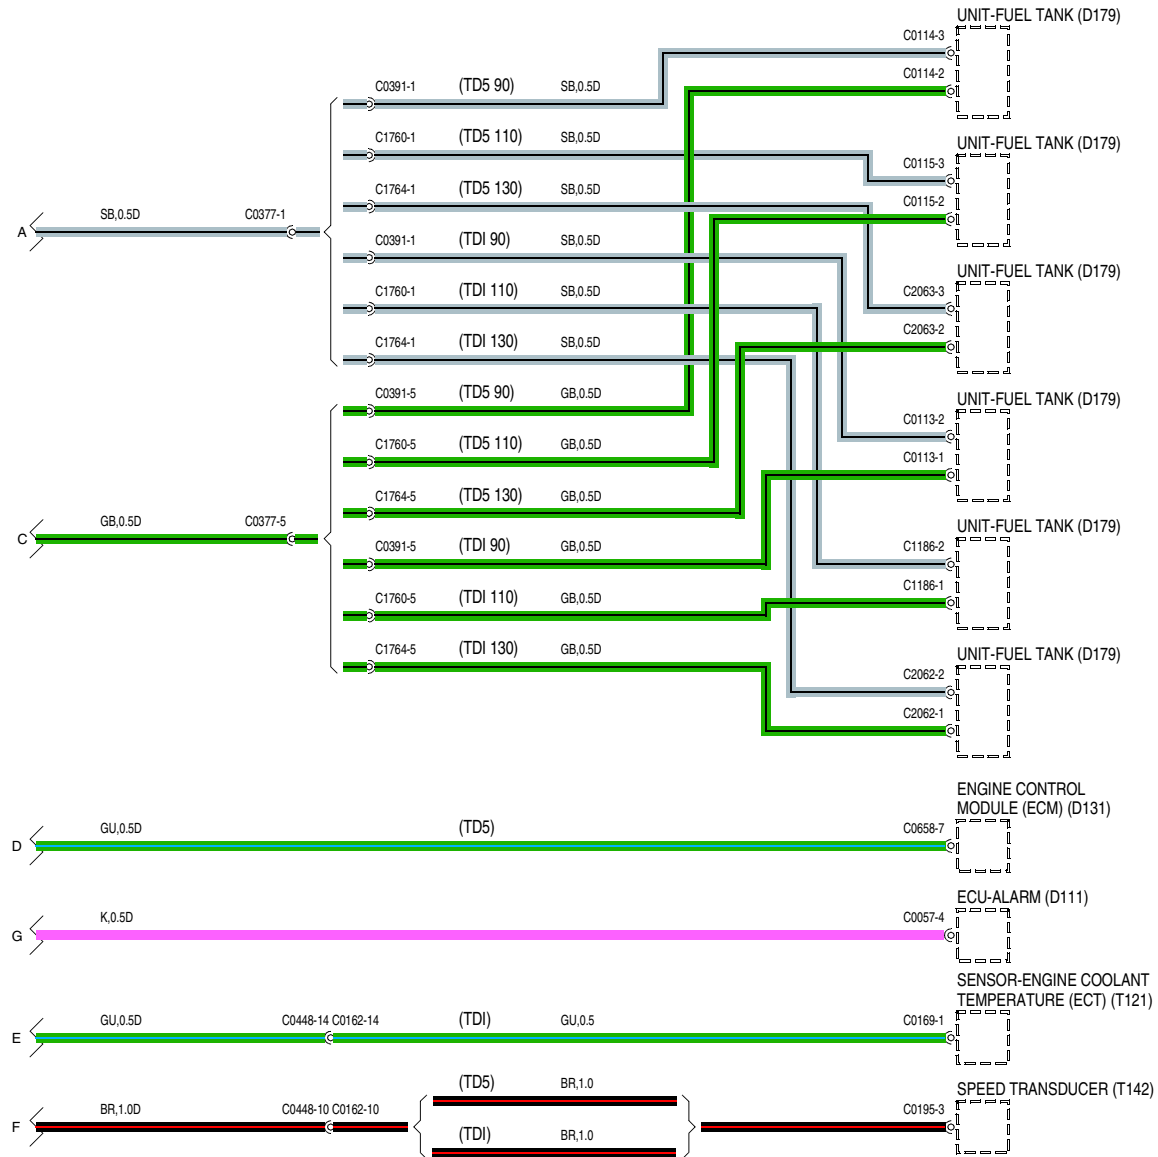 UNIT-FUEL TANK (D179)
C0114-3
C0114-2
C0391-1 (TD5 90) SB,0.5D
C1760-1 (TD5 110) SB,0.5D
UNIT-FUEL TANK (D179)
C0115-3
C1764-1 (TD5 130) SB,0.5D
C0115-2
A SB,0.5D C0377-1
C0391-1 (TDI 90) SB,0.5D
UNIT-FUEL TANK (D179)
C1760-1 (TDI 110) SB,0.5D
C2063-3
C2063-2
C1764-1 (TDI 130) SB,0.5D
C0391-5 (TD5 90) GB,0.5D
UNIT-FUEL TANK (D179)
C0113-2
C1760-5 (TD5 110) GB,0.5D
C0113-1
C1764-5 (TD5 130) GB,0.5D
C GB,0.5D C0377-5
UNIT-FUEL TANK (D179)
C0391-5 (TDI 90) GB,0.5D
C1186-2
C1186-1
C1760-5 (TDI 110) GB,0.5D
C1764-5 (TDI 130) GB,0.5D
UNIT-FUEL TANK (D179)
C2062-2
C2062-1
ENGINE CONTROL
MODULE (ECM) (D131)
D GU,0.5D (TD5) C0658-7
ECU-ALARM (D111)
G K,0.5D C0057-4
SENSOR-ENGINE COOLANT
TEMPERATURE (ECT) (T121)
E GU,0.5D C0448-14 C0162-14 (TDI) GU,0.5 C0169-1
SPEED TRANSDUCER (T142)
(TD5) BR,1.0
F BR,1.0D C0448-10 C0162-10 C0195-3
(TDI) BR,1.0